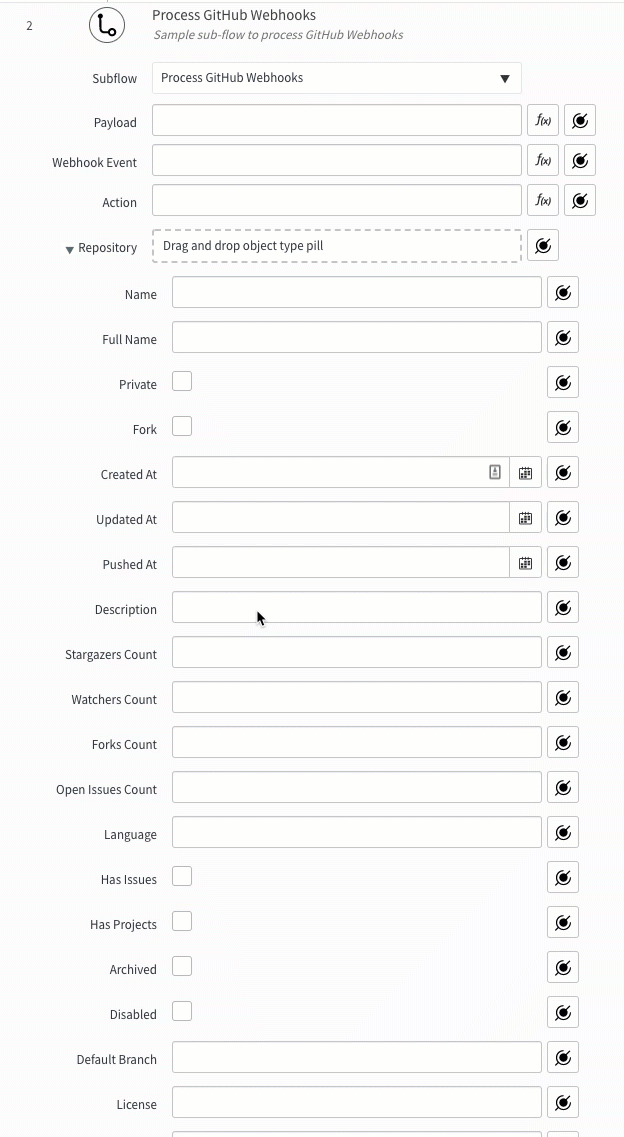 Process GitHub Webhooks
2
Sample sub-flow to process GitHub Webhooks
Subflow Process GitHub Webhooks
Payload f(x)
Webhook Event f(x)
Action f(x)
Repository Drag and drop object type pill
Name
Full Name
Private
Fork
Created At
Updated At
Pushed At
Description
Stargazers Count
Watchers Count
Forks Count
Open Issues Count
Language
Has Issues
Has Projects
Archived
Disabled
Default Branch
License